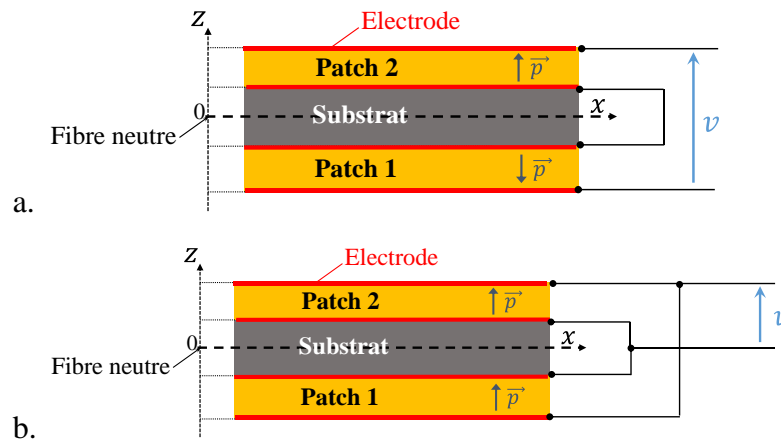 z
Electrode
Patch 2
p
0
Substrat
x
v
Fibre neutre
Patch 1
p
a.
z
Electrode
Patch 2
p
v
0
Substrat
x
Fibre neutre
Patch 1
p
b.